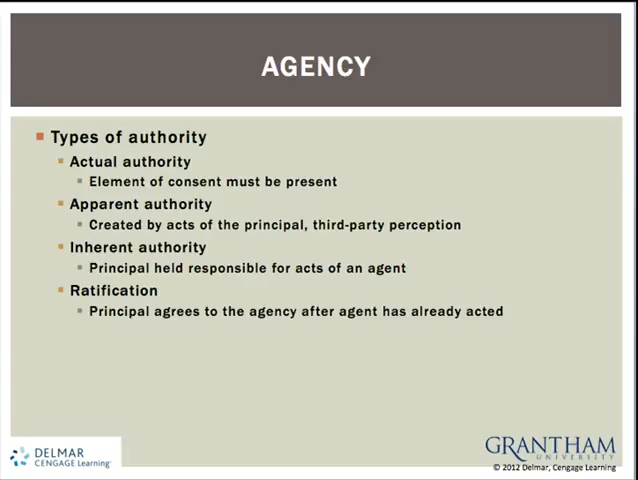 AGENCY
Types of authority
Actual authority
Element of consent must be present
Apparent authority
Created by acts of the principal, third-party perception
Inherent authority
Principal held responsible for acts of an agent
Ratification
Principal agrees to the agency after agent has already acted
DELMAR
CENGAGE Learning
GRANTHAM
UNIVERSITY
© 2012 Delmar, Cengage Learning